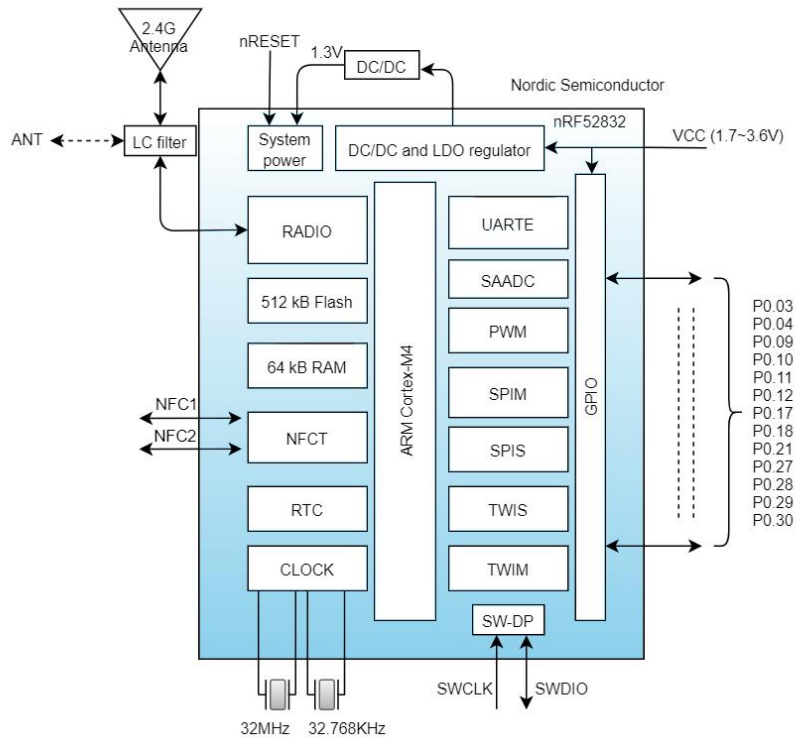 2.4G
Antenna
nRESET
1.3V
DC/DC
Nordic Semiconductor
nRF52832
ANT
LC filter
System
power
DC/DC and LDO regulator
VCC (1.7~3.6V)
RADIO
UARTE
512 kB Flash
SAADC
64 kB RAM
PWM
ARM Cortex-M4
SPIM
GPIO
NFC1
NFC2
NFCT
SPIS
RTC
TWIS
CLOCK
TWIM
SW-DP
P0.03
P0.04
P0.09
P0.10
P0.11
P0.12
P0.17
P0.18
P0.21
P0.27
P0.28
P0.29
P0.30
SWCLK
SWDIO
32MHz
32.768KHz